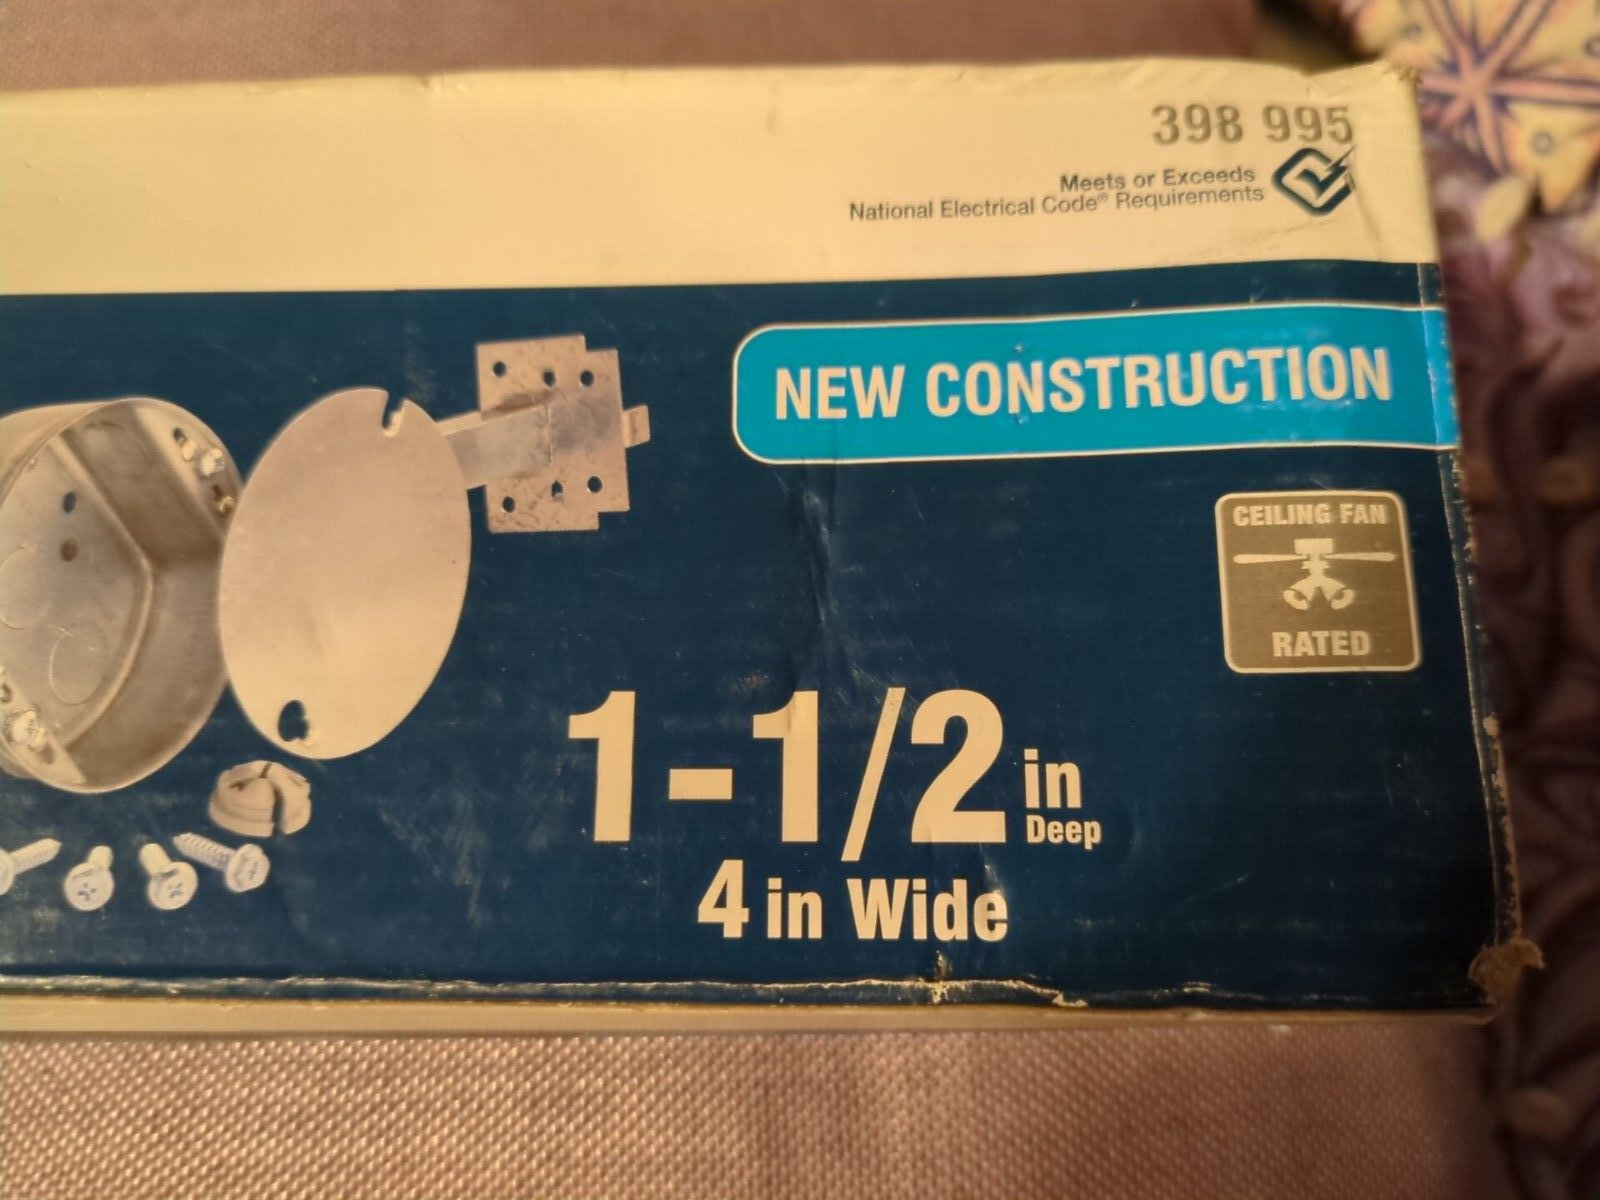 398 995
Meets or Exceeds
National Electrical Code® Requirements
NEW CONSTRUCTION
CEILING FAN
RATED
1-1/2 in
Deep
4 in Wide